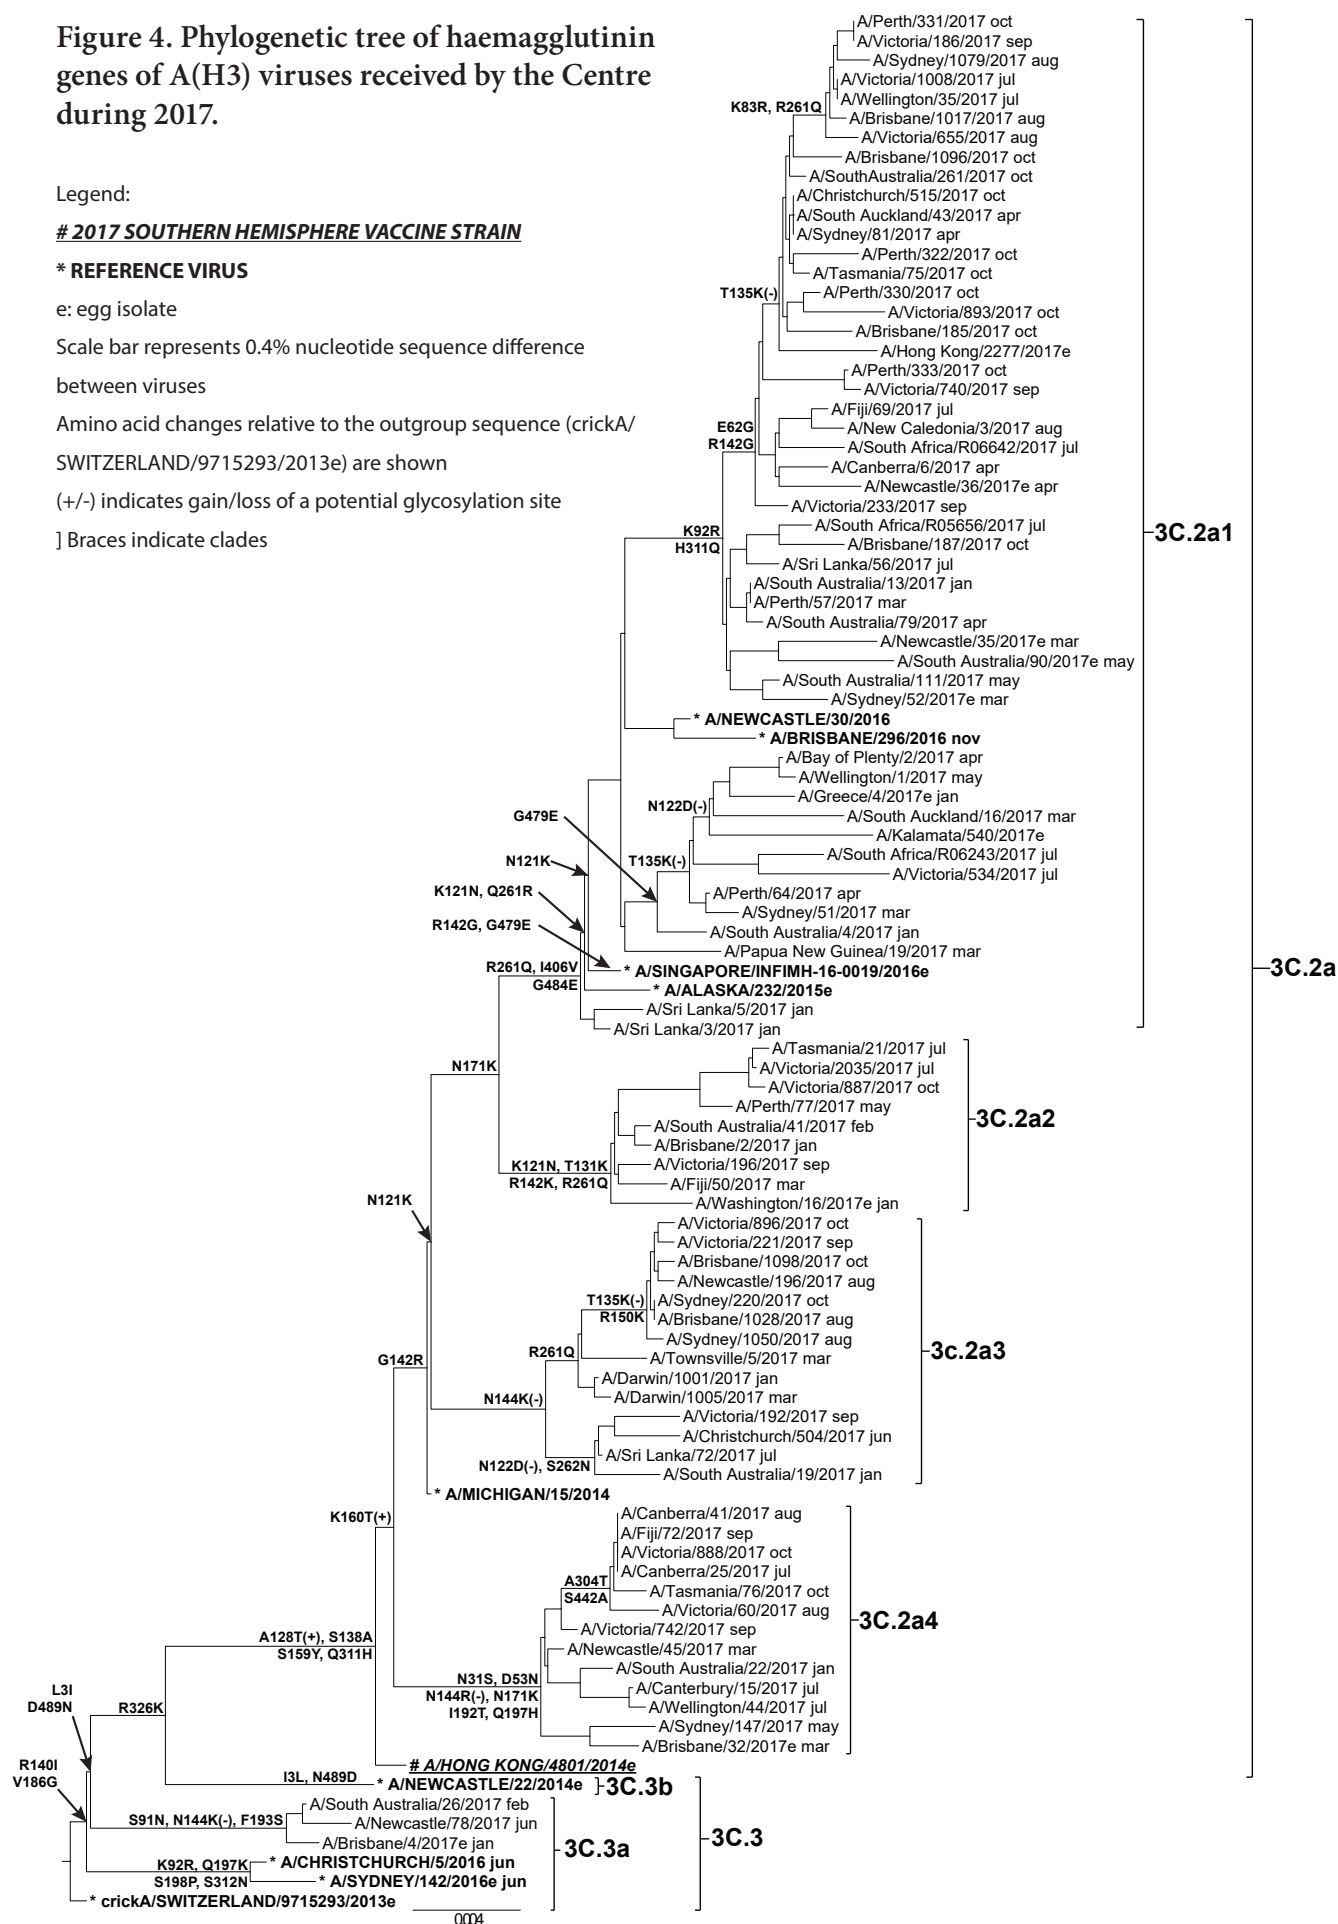 Figure 4. Phylogenetic tree of haemagglutinin
genes of A(H3) viruses received by the Centre
during 2017.
Legend:
# 2017 SOUTHERN HEMISPHERE VACCINE STRAIN
* REFERENCE VIRUS
e: egg isolate
Scale bar represents 0.4% nucleotide sequence difference
between viruses
Amino acid changes relative to the outgroup sequence (crickA/
SWITZERLAND/9715293/2013e) are shown
(+/-) indicates gain/loss of a potential glycosylation site
] Braces indicate clades
A/Perth/331/2017 oct
A/Victoria/186/2017 sep
A/Sydney/1079/2017 aug
A/Victoria/1008/2017 jul
A/Wellington/35/2017 jul
K83R, R261Q
A/Brisbane/1017/2017 aug
A/Victoria/655/2017 aug
A/Brisbane/1096/2017 oct
A/SouthAustralia/261/2017 oct
A/Christchurch/515/2017 oct
A/South Auckland/43/2017 apr
A/Sydney/81/2017 apr
A/Perth/322/2017 oct
A/Tasmania/75/2017 oct
T135K(-)
A/Perth/330/2017 oct
A/Victoria/893/2017 oct
A/Brisbane/185/2017 oct
A/Hong Kong/2277/2017e
A/Perth/333/2017 oct
A/Victoria/740/2017 sep
A/Fiji/69/2017 jul
E62G
A/New Caledonia/3/2017 aug
R142G
A/South Africa/R06642/2017 jul
A/Canberra/6/2017 apr
A/Newcastle/36/2017e apr
A/Victoria/233/2017 sep
A/South Africa/R05656/2017 jul
K92R
3C.2a1
H311Q
A/Brisbane/187/2017 oct
A/Sri Lanka/56/2017 jul
A/South Australia/13/2017 jan
A/Perth/57/2017 mar
A/South Australia/79/2017 apr
A/Newcastle/35/2017e mar
A/South Australia/90/2017e may
A/South Australia/111/2017 may
A/Sydney/52/2017e mar
* A/NEWCASTLE/30/2016
* A/BRISBANE/296/2016 nov
A/Bay of Plenty/2/2017 apr
A/Wellington/1/2017 may
A/Greece/4/2017e jan
N122D(-)
G479E
A/South Auckland/16/2017 mar
A/Kalamata/540/2017e
N121K
T135K(-)
A/South Africa/R06243/2017 jul
A/Victoria/534/2017 jul
K121N, Q261R
A/Perth/64/2017 apr
A/Sydney/51/2017 mar
R142G, G479E
A/South Australia/4/2017 jan
A/Papua New Guinea/19/2017 mar
R261Q, I406V
* A/SINGAPORE/INFIMH-16-0019/2016e
3C.2a
G484E
* A/ALASKA/232/2015e
A/Sri Lanka/5/2017 jan
A/Sri Lanka/3/2017 jan
A/Tasmania/21/2017 jul
N171K
A/Victoria/2035/2017 jul
A/Victoria/887/2017 oct
A/Perth/77/2017 may
3C.2a2
A/South Australia/41/2017 feb
A/Brisbane/2/2017 jan
K121N, T131K
A/Victoria/196/2017 sep
R142K, R261Q
A/Fiji/50/2017 mar
A/Washington/16/2017e jan
N121K
A/Victoria/896/2017 oct
A/Victoria/221/2017 sep
A/Brisbane/1098/2017 oct
A/Newcastle/196/2017 aug
T135K(-)
A/Sydney/220/2017 oct
R150K
A/Brisbane/1028/2017 aug
A/Sydney/1050/2017 aug
3c.2a3
R261Q
G142R
A/Townsville/5/2017 mar
A/Darwin/1001/2017 jan
N144K(-)
A/Darwin/1005/2017 mar
A/Victoria/192/2017 sep
A/Christchurch/504/2017 jun
A/Sri Lanka/72/2017 jul
N122D(-), S262N
A/South Australia/19/2017 jan
* A/MICHIGAN/15/2014
K160T(+)
A/Canberra/41/2017 aug
A/Fiji/72/2017 sep
A/Victoria/888/2017 oct
A/Canberra/25/2017 jul
A304T
A/Tasmania/76/2017 oct
S442A
A/Victoria/60/2017 aug
3C.2a4
A/Victoria/742/2017 sep
A128T(+), S138A
A/Newcastle/45/2017 mar
S159Y, Q311H
A/South Australia/22/2017 jan
N31S, D53N
A/Canterbury/15/2017 jul
N144R(-), N171K
A/Wellington/44/2017 jul
I192T, Q197H
L3I
D489N
R326K
A/Sydney/147/2017 may
A/Brisbane/32/2017e mar
R140I
# A/HONG KONG/4801/2014e
V186G
I3L, N489D
* A/NEWCASTLE/22/2014e
3C.3b
A/South Australia/26/2017 feb
S91N, N144K(-), F193S
A/Newcastle/78/2017 jun
3C.3
A/Brisbane/4/2017e jan
3C.3a
K92R, Q197K
* A/CHRISTCHURCH/5/2016 jun
S198P, S312N
* A/SYDNEY/142/2016e jun
* crickA/SWITZERLAND/9715293/2013e
0.004